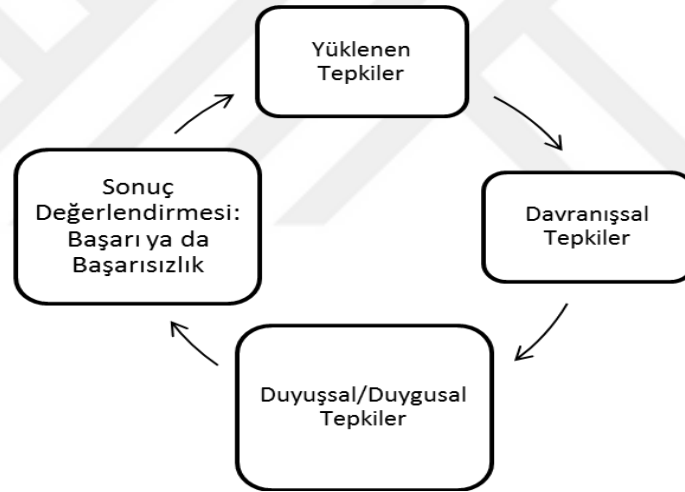 Yüklenen
Tepkiler
Sonuç
Değerlendirmesi:
Başarı ya da
Başarısızlık
Davranışsal
Tepkiler
Duyuşsal/Duygusal
Tepkiler